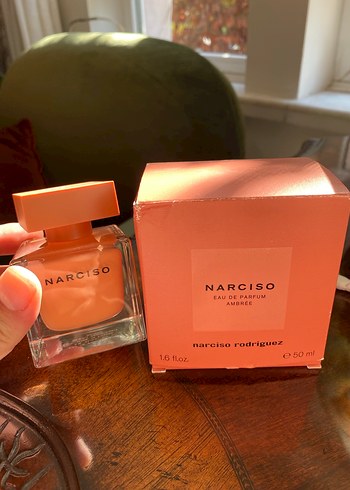 NARCISO
NARCISO
EAU DE PARFUM
AMBRÉE
narciso rodriguez
1.6 fl.oz.
℮ 50 ml